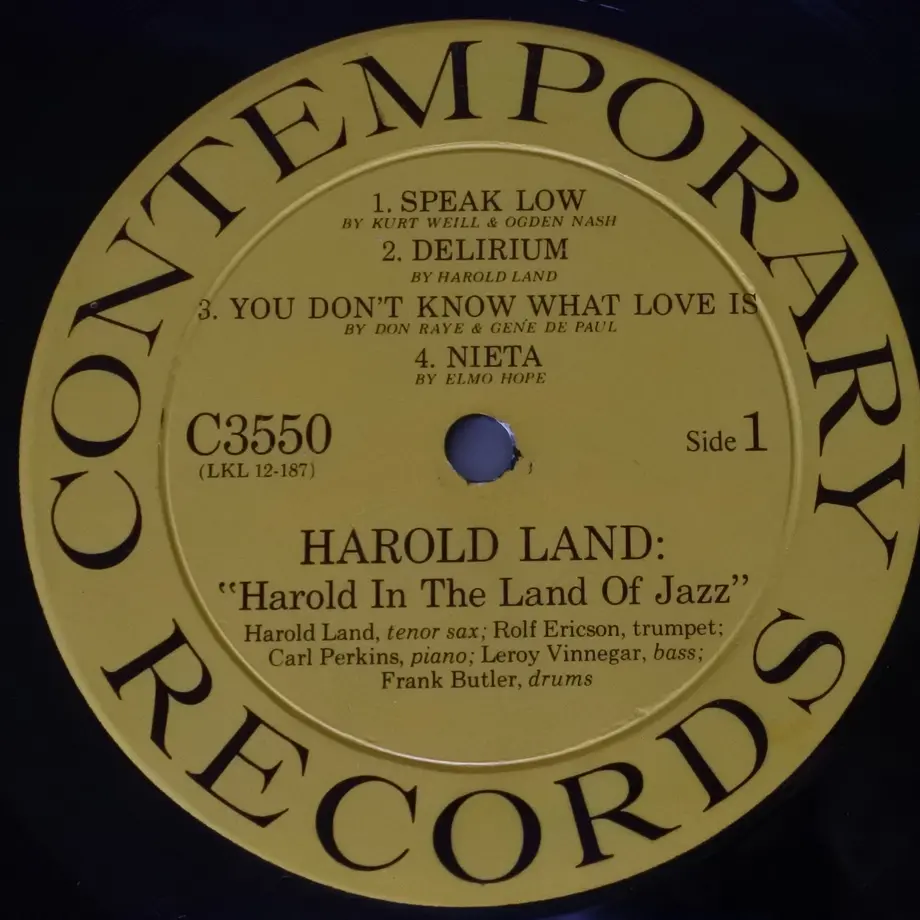 CONTEMPORARY
1. SPEAK LOW
BY KURT WEILL & OGDEN NASH
2. DELIRIUM
BY HAROLD LAND
3. YOU DON'T KNOW WHAT LOVE IS
BY DON RAYE & GENE DE PAUL
4. NIETA
BY ELMO HOPE
C3550
(LKL 12-187)
Side 1
HAROLD LAND:
"Harold In The Land Of Jazz"
Harold Land, tenor sax; Rolf Ericson, trumpet;
Carl Perkins, piano; Leroy Vinnegar, bass;
Frank Butler, drums
RECORDS